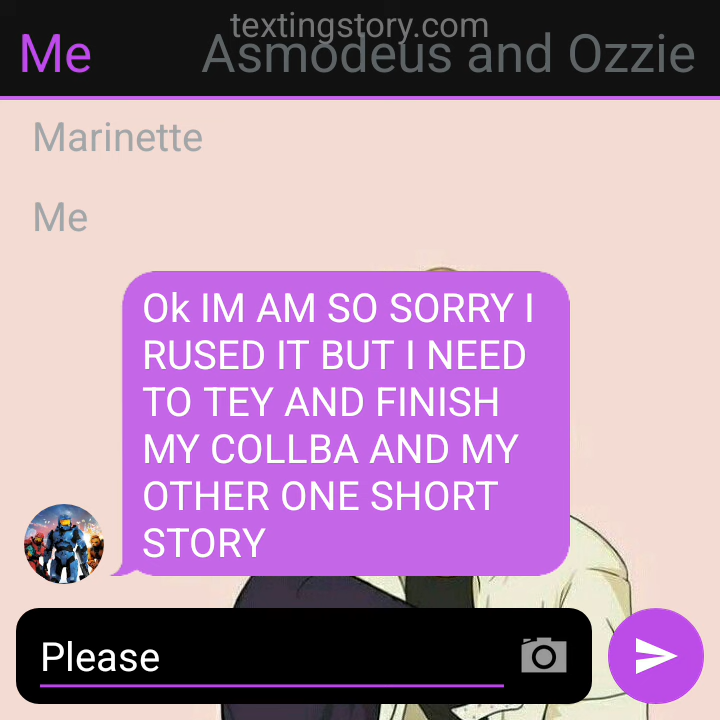 textingstory.com
Me Asmodeus and Ozzie
Marinette
Me
Ok IM AM SO SORRY I
RUSED IT BUT I NEED
TO TEY AND FINISH
MY COLLBA AND MY
OTHER ONE SHORT
STORY
Please